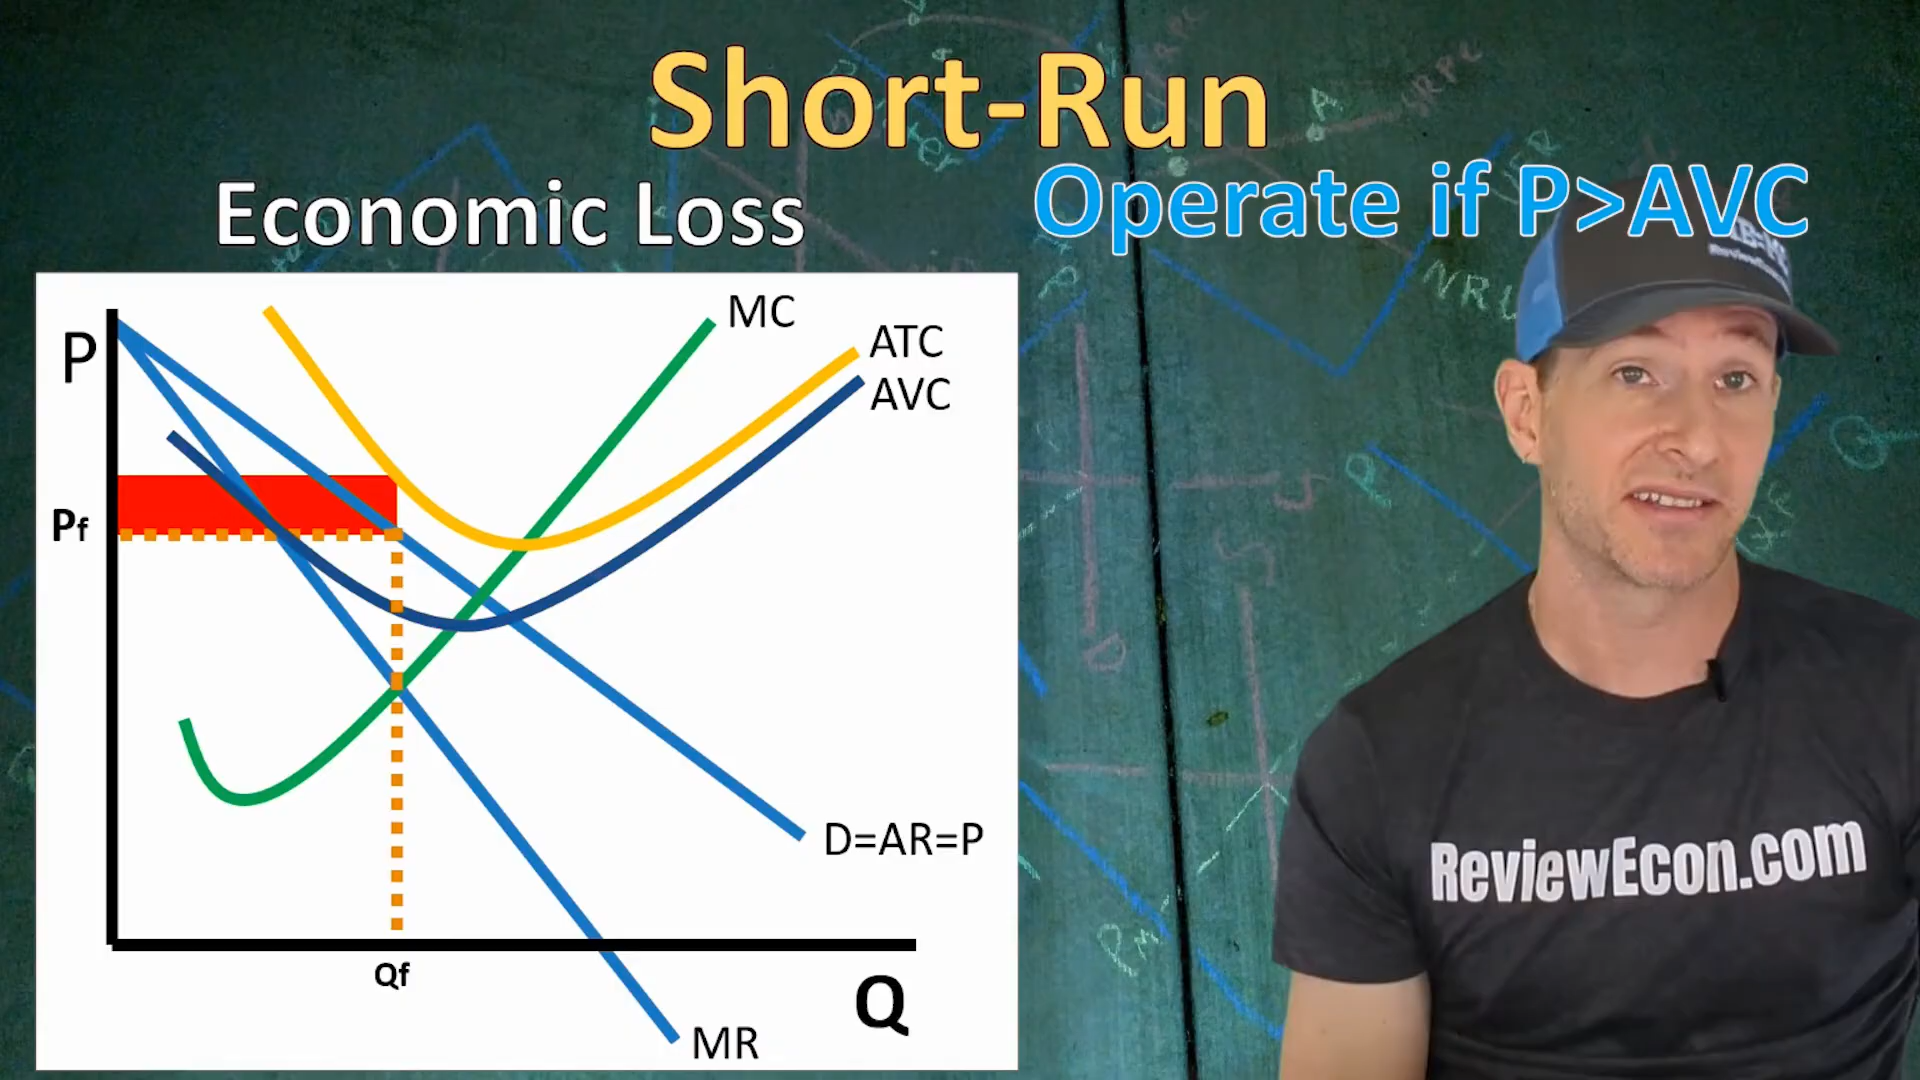 Short-Run
Economic Loss
Operate if P>AVC
P
MC
ATC
AVC
Pf
D=AR=P
Qf
Q
MR
ReviewEcon.com